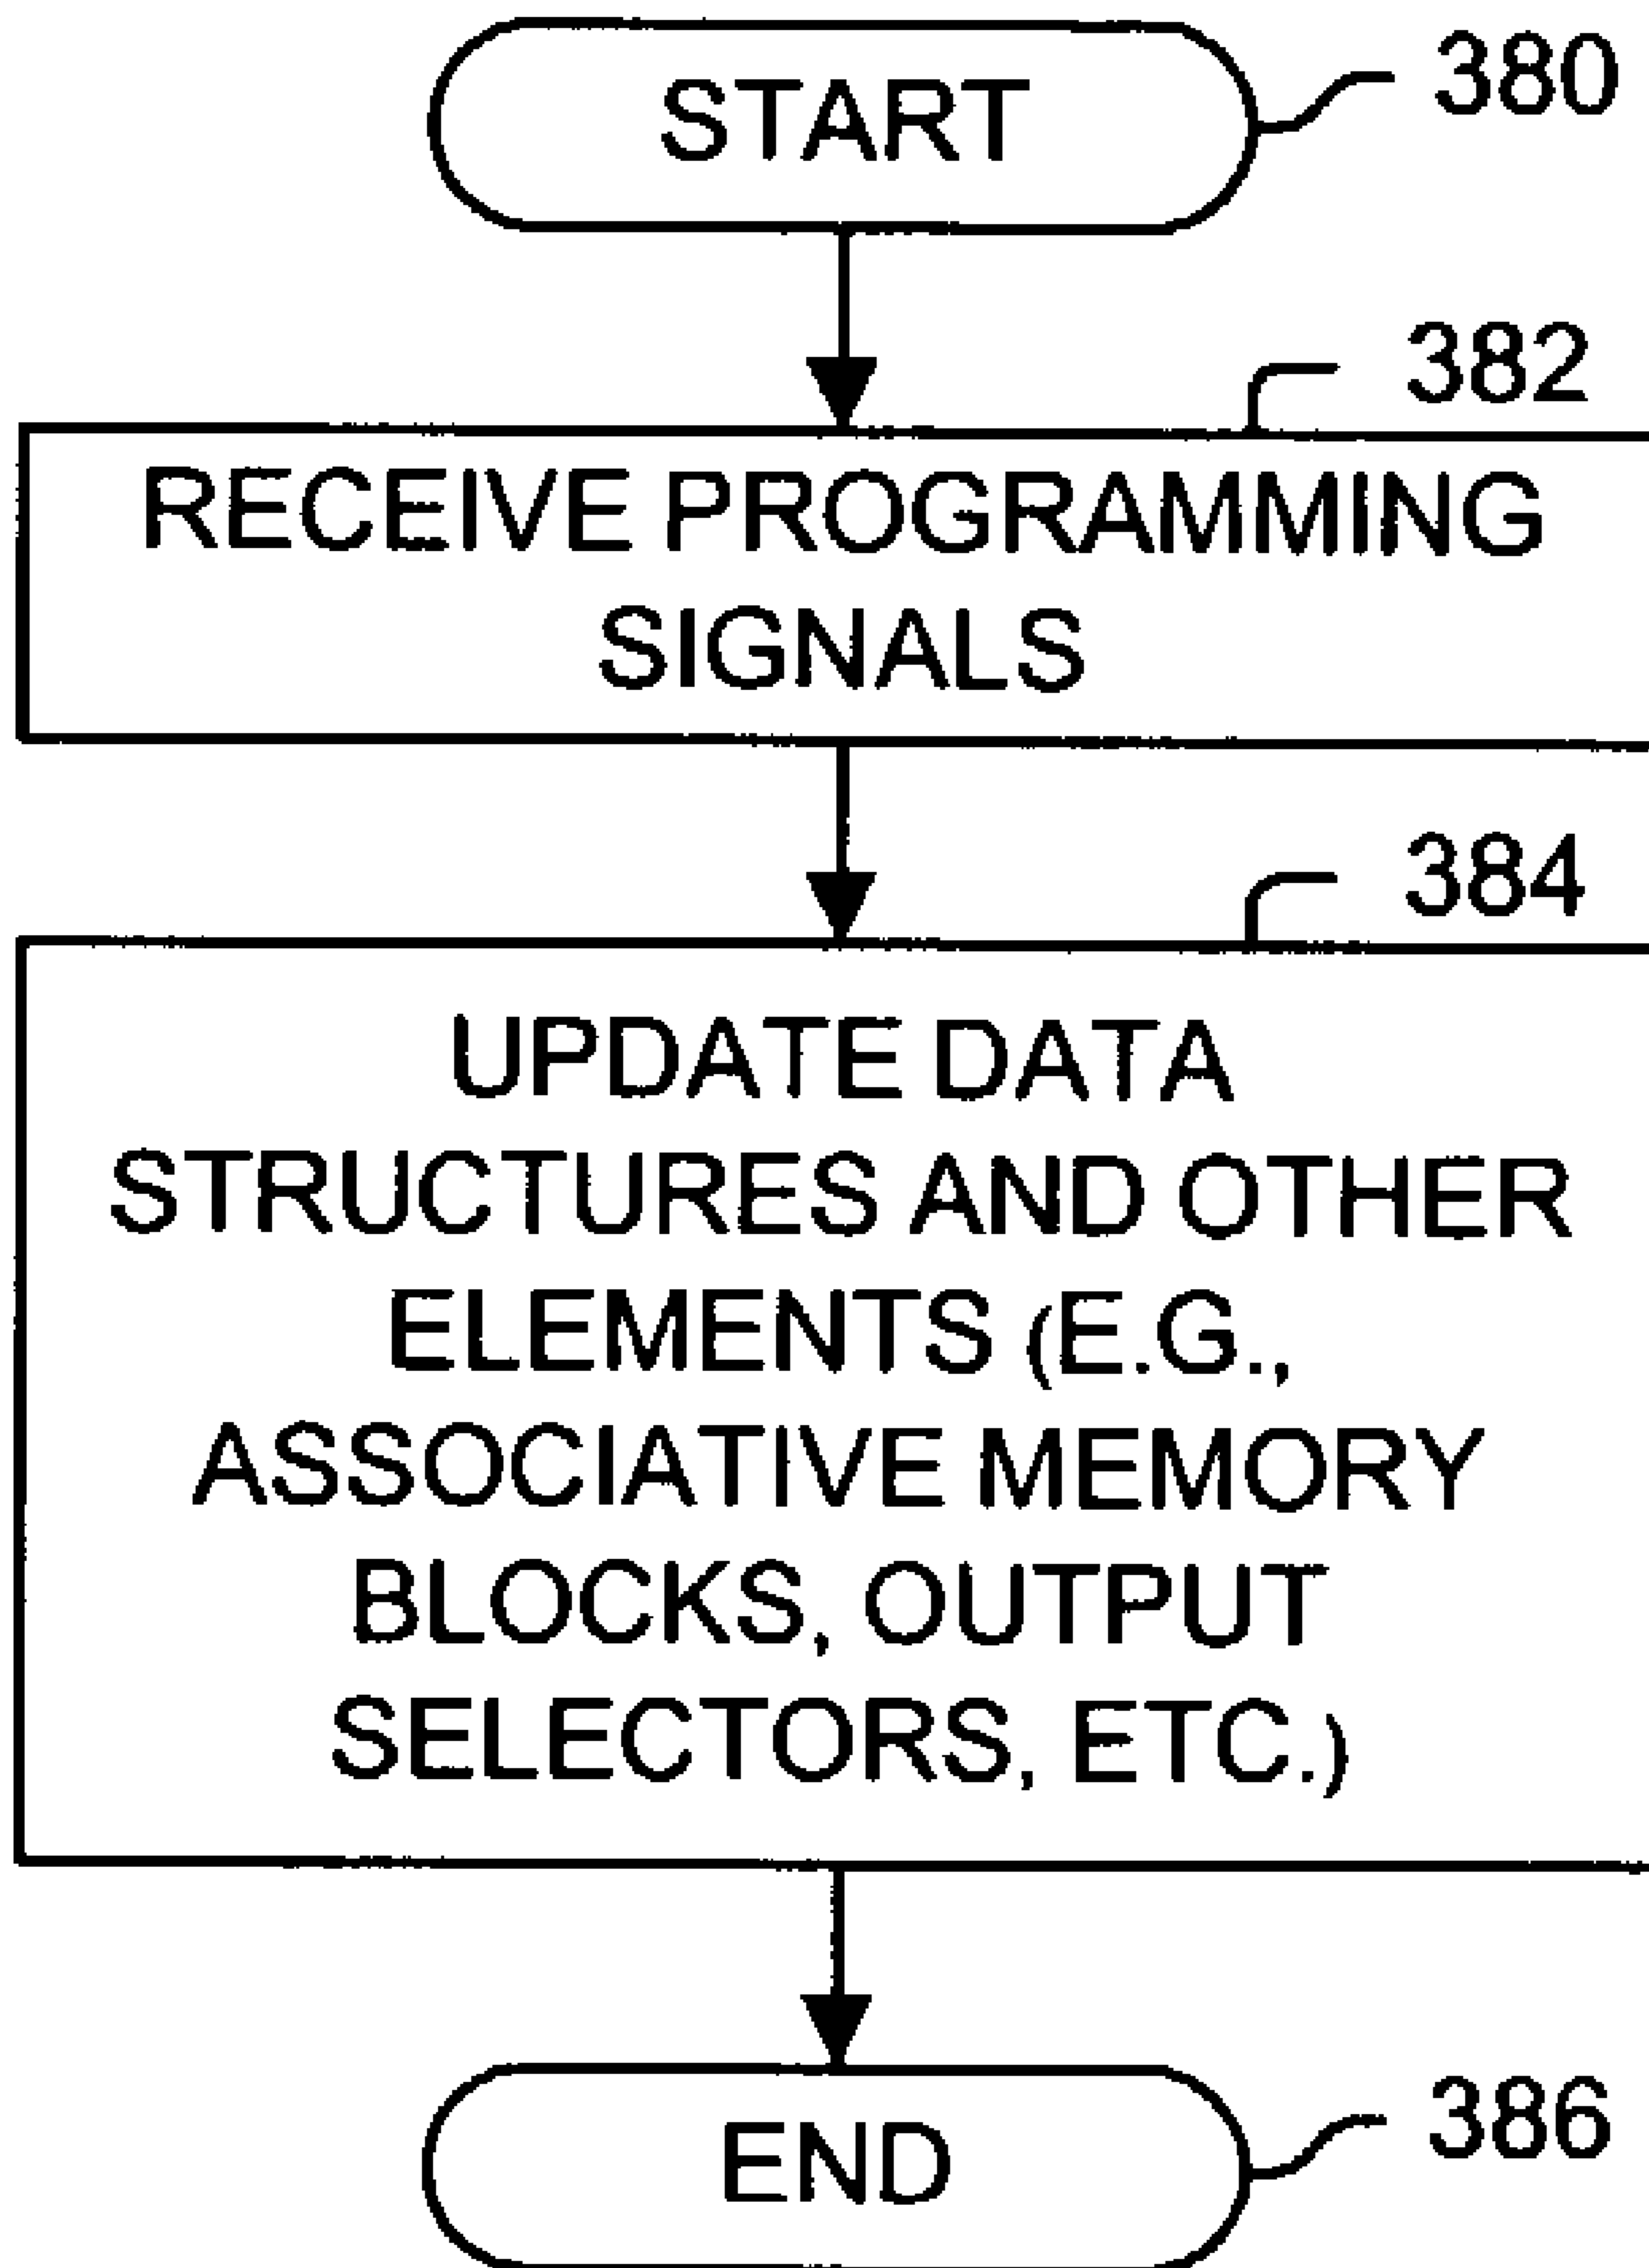 START
380
382
RECEIVE PROGRAMMING
SIGNALS
384
UPDATE DATA
STRUCTURES AND OTHER
ELEMENTS (E.G.,
ASSOCIATIVE MEMORY
BLOCKS, OUTPUT
SELECTORS, ETC.)
END
386